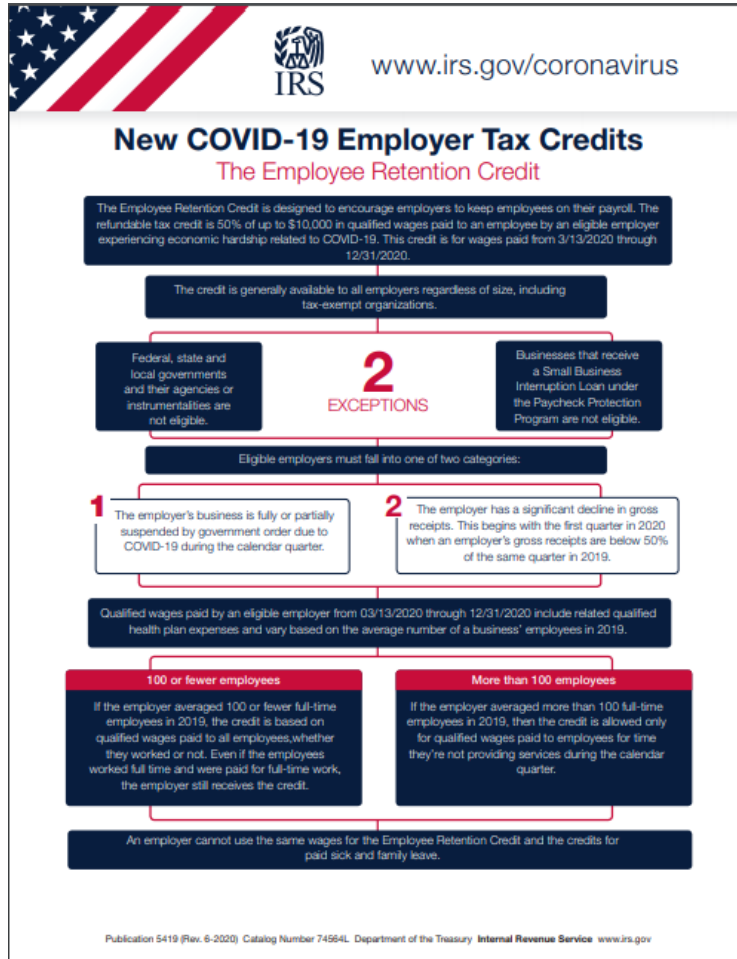 IRS
www.irs.gov/coronavirus
New COVID-19 Employer Tax Credits
The Employee Retention Credit
The Employee Retention Credit is designed to encourage employers to keep employees on their payroll. The
refundable tax credit is 50% of up to $10,000 in qualified wages paid to an employee by an eligible employer
experiencing economic hardship related to COVID-19. This credit is for wages paid from 3/13/2020 through
12/31/2020.
The credit is generally available to all employers regardless of size, including
tax-exempt organizations.
Federal, state and
local governments
and their agencies or
instrumentalities are
not eligible.
2
EXCEPTIONS
Businesses that receive
a Small Business
Interruption Loan under
the Paycheck Protection
Program are not eligible.
Eligible employers must fall into one of two categories:
1
The employer's business is fully or partially
suspended by government order due to
COVID-19 during the calendar quarter.
2
The employer has a significant decline in gross
receipts. This begins with the first quarter in 2020
when an employer's gross receipts are below 50%
of the same quarter in 2019.
Qualified wages paid by an eligible employer from 03/13/2020 through 12/31/2020 include related qualified
health plan expenses and vary based on the average number of a business' employees in 2019.
100 or fewer employees
If the employer averaged 100 or fewer full-time
employees in 2019, the credit is based on
qualified wages paid to all employees,whether
they worked or not. Even if the employees
worked full time and were paid for full-time work,
the employer still receives the credit.
More than 100 employees
If the employer averaged more than 100 full-time
employees in 2019, then the credit is allowed only
for qualified wages paid to employees for time
they're not providing services during the calendar
quarter.
An employer cannot use the same wages for the Employee Retention Credit and the credits for
paid sick and family leave.
Publication 5419 (Rev. 6-2020) Catalog Number 74564L Department of the Treasury Internal Revenue Service www.irs.gov